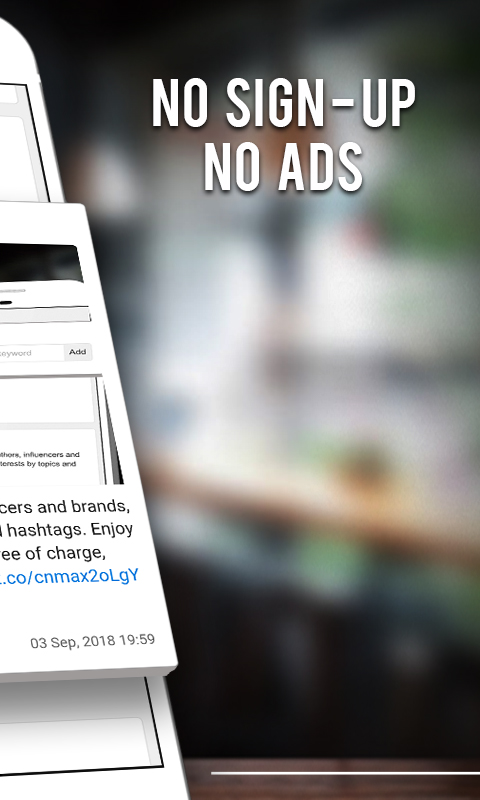 NO SIGN-UP
NO ADS
eyword
Add
thors, influencers and
terests by topics and
cers and brands,
hashtags. Enjoy
ree of charge,
.co/cnmax2oLgY
03 Sep, 2018 19:59